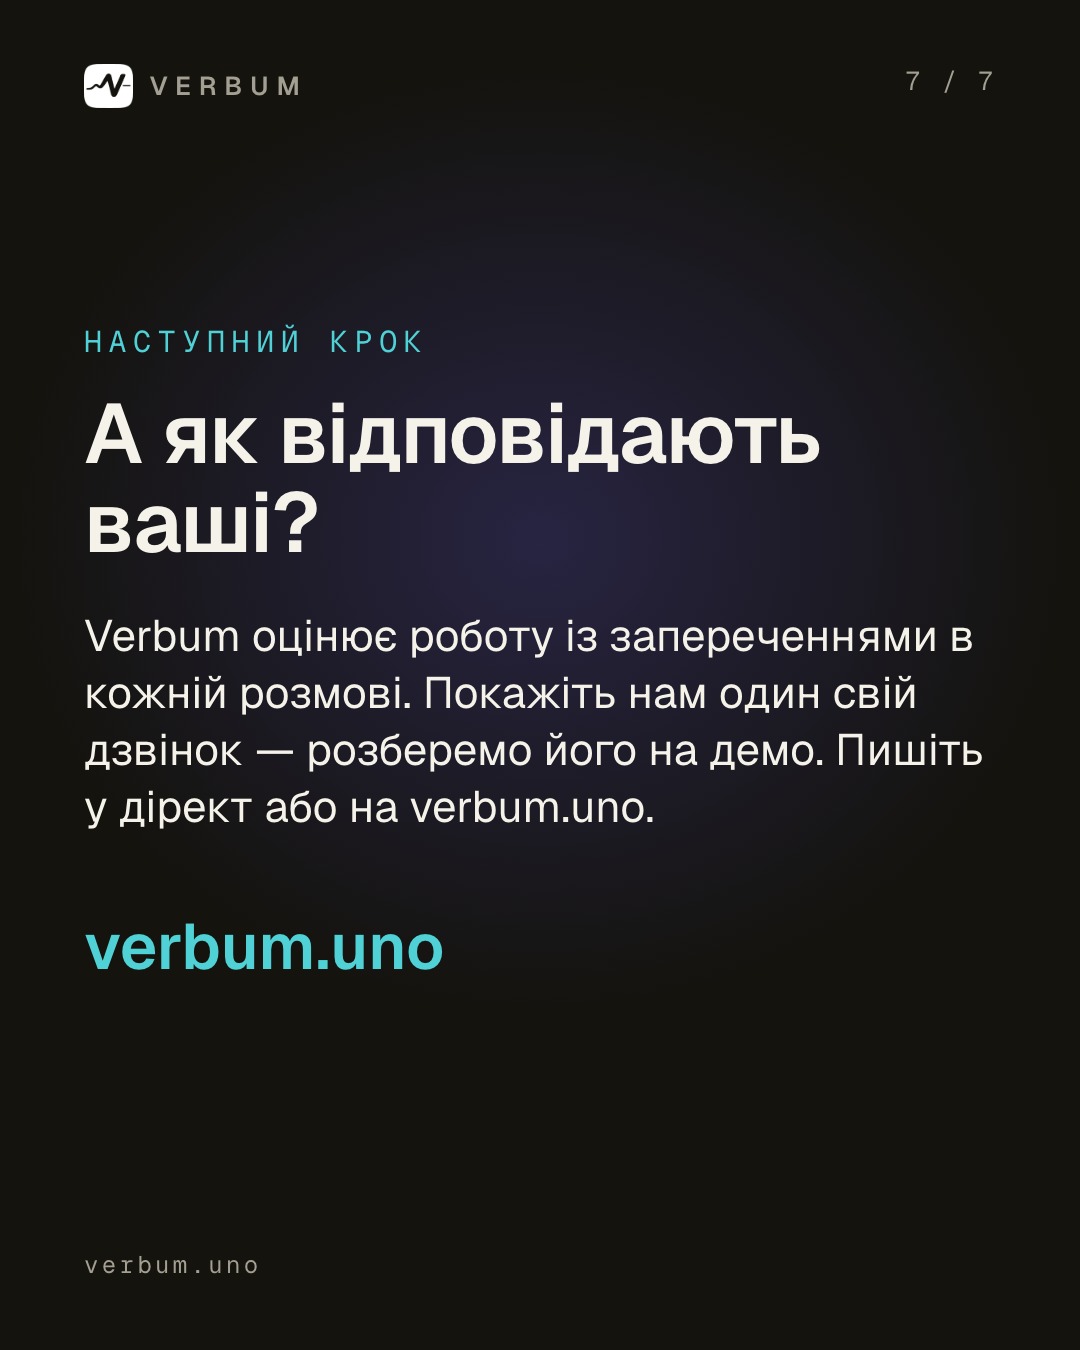 VERBUM
7 / 7
НАСТУПНИЙ КРОК
А як відповідають
ваші?
Verbum оцінює роботу із запереченнями в
кожній розмові. Покажіть нам один свій
дзвінок — розберемо його на демо. Пишіть
у дірект або на verbum.uno.
verbum.uno
verbum.uno